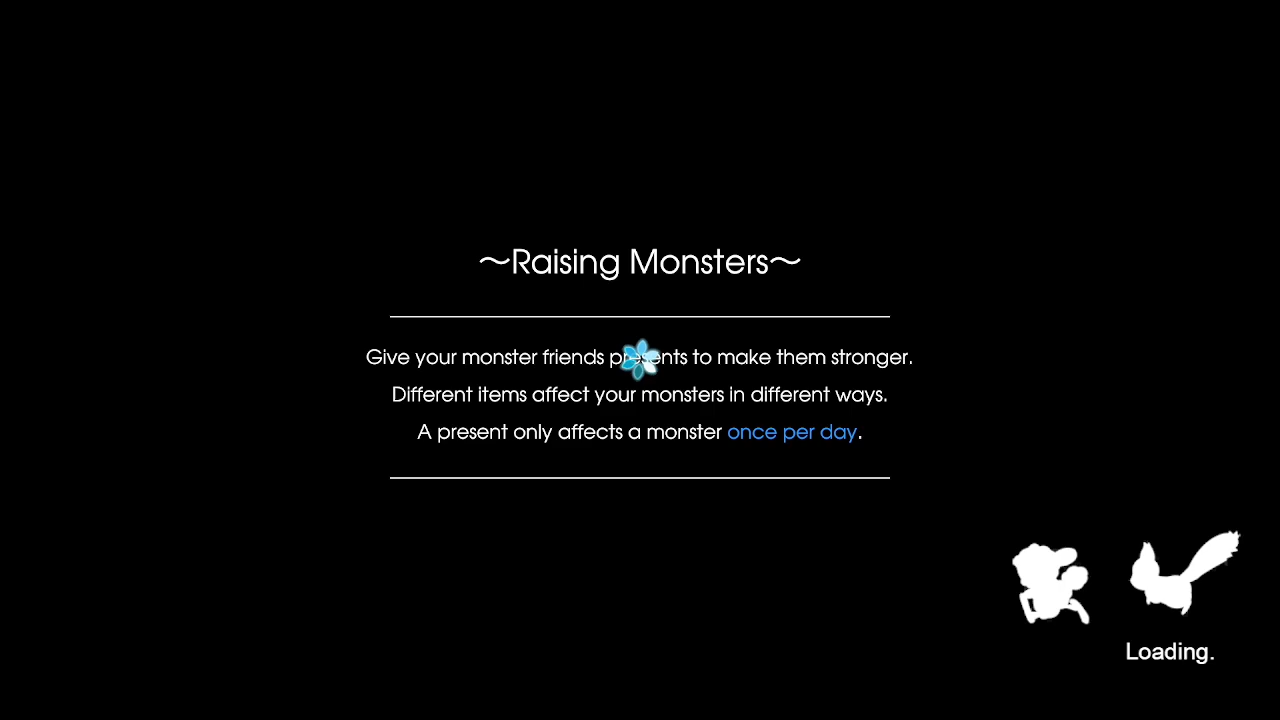 ～Raising Monsters～
Give your monster friends presents to make them stronger.
Different items affect your monsters in different ways.
A present only affects a monster once per day.
Loading.